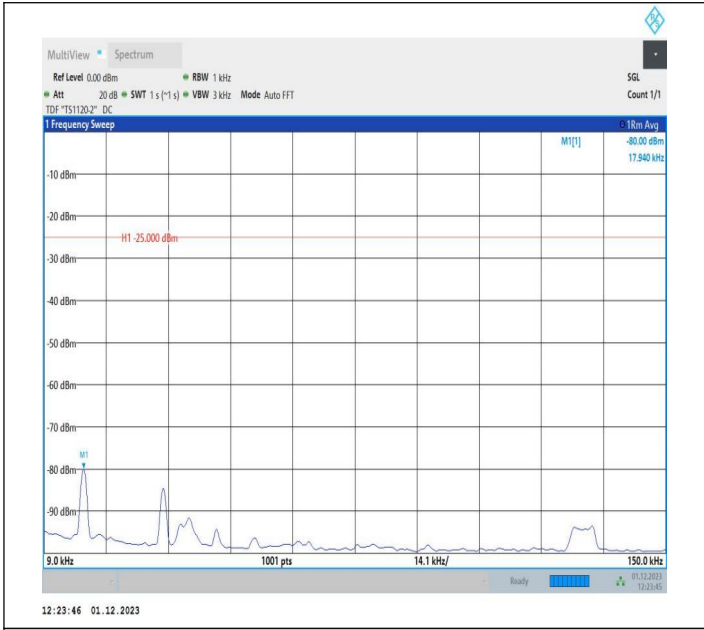 R S
MultiView Spectrum
Ref Level 0.00 dBm RBW 1 kHz SGL
Att 20 dB SWT 1 s (~1 s) VBW 3 kHz Mode Auto FFT Count 1/1
TDF "TS1120-2" DC
1 Frequency Sweep 1Rm Avg
M1[1] -80.00 dBm
17.940 kHz
-10 dBm
-20 dBm
H1 -25.000 dBm
-30 dBm
-40 dBm
-50 dBm
-60 dBm
-70 dBm
M1
-80 dBm
-90 dBm
9.0 kHz 1001 pts 14.1 kHz/ 150.0 kHz
Ready 01.12.2023
12:23:45
12:23:46 01.12.2023